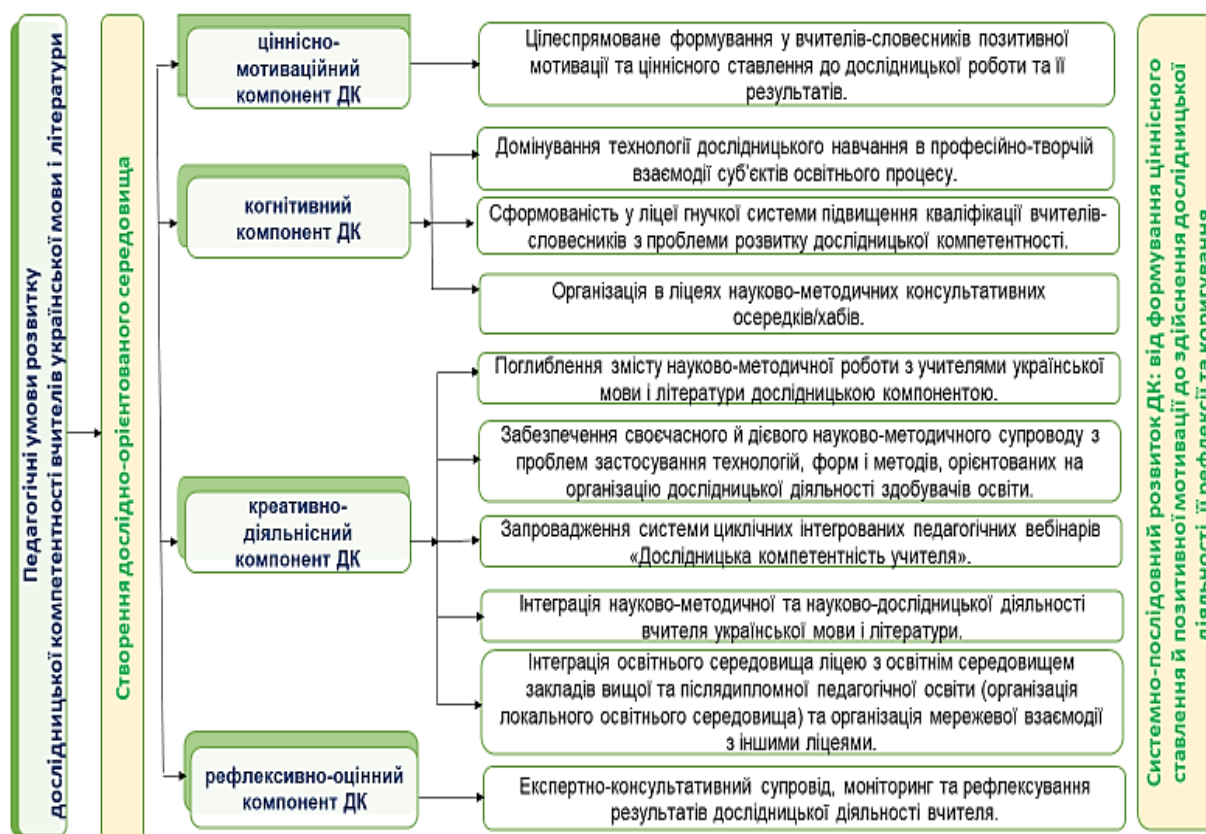 Педагогічні умови розвитку
дослідницької компетентності вчителів української мови і літератури
Створення дослідно-орієнтованого середовища
ціннісно-
мотиваційний
компонент ДК
Цілеспрямоване формування у вчителів-словесників позитивної
мотивації та ціннісного ставлення до дослідницької роботи та її
результатів.
когнітивний
компонент ДК
Домінування технології дослідницького навчання в професійно-творчій
взаємодії суб'єктів освітнього процесу.
Сформованість у ліцеї гнучкої системи підвищення кваліфікації вчителів-
словесників з проблеми розвитку дослідницької компетентності.
Організація в ліцеях науково-методичних консультативних
осередків/хабів.
креативно-
діяльнісний
компонент ДК
Поглиблення змісту науково-методичної роботи з учителями української
мови і літератури дослідницькою компонентою.
Забезпечення своєчасного й дієвого науково-методичного супроводу з
проблем застосування технологій, форм і методів, орієнтованих на
організацію дослідницької діяльності здобувачів освіти.
Запровадження системи циклічних інтегрованих педагогічних вебінарів
«Дослідницька компетентність учителя».
Інтеграція науково-методичної та науково-дослідницької діяльності
вчителя української мови і літератури.
Інтеграція освітнього середовища ліцею з освітнім середовищем
закладів вищої та післядипломної педагогічної освіти (організація
локального освітнього середовища) та організація мережевої взаємодії
з іншими ліцеями.
рефлексивно-оцінний
компонент ДК
Експертно-консультативний супровід, моніторинг та рефлексування
результатів дослідницької діяльності вчителя.
Системно-послідовний розвиток ДК: від формування ціннісного
ставлення й позитивної мотивації до здійснення дослідницької
діяльності, її рефлексії та коригування